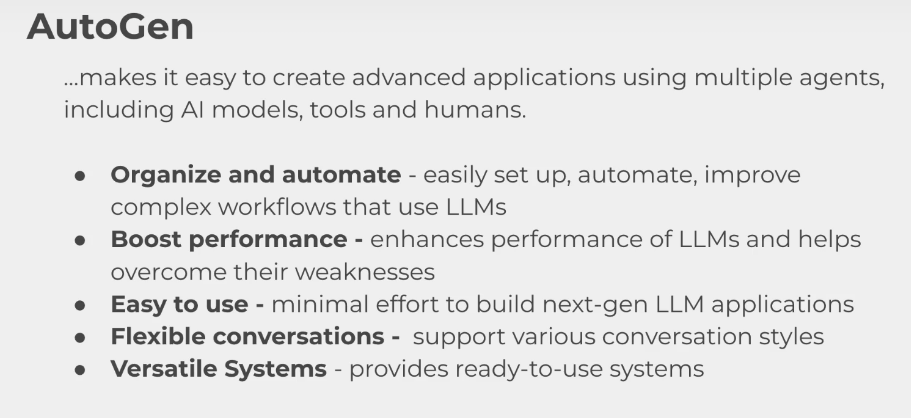 AutoGen
...makes it easy to create advanced applications using multiple agents,
including AI models, tools and humans.
● Organize and automate - easily set up, automate, improve
complex workflows that use LLMs
● Boost performance - enhances performance of LLMs and helps
overcome their weaknesses
● Easy to use - minimal effort to build next-gen LLM applications
● Flexible conversations - support various conversation styles
● Versatile Systems - provides ready-to-use systems